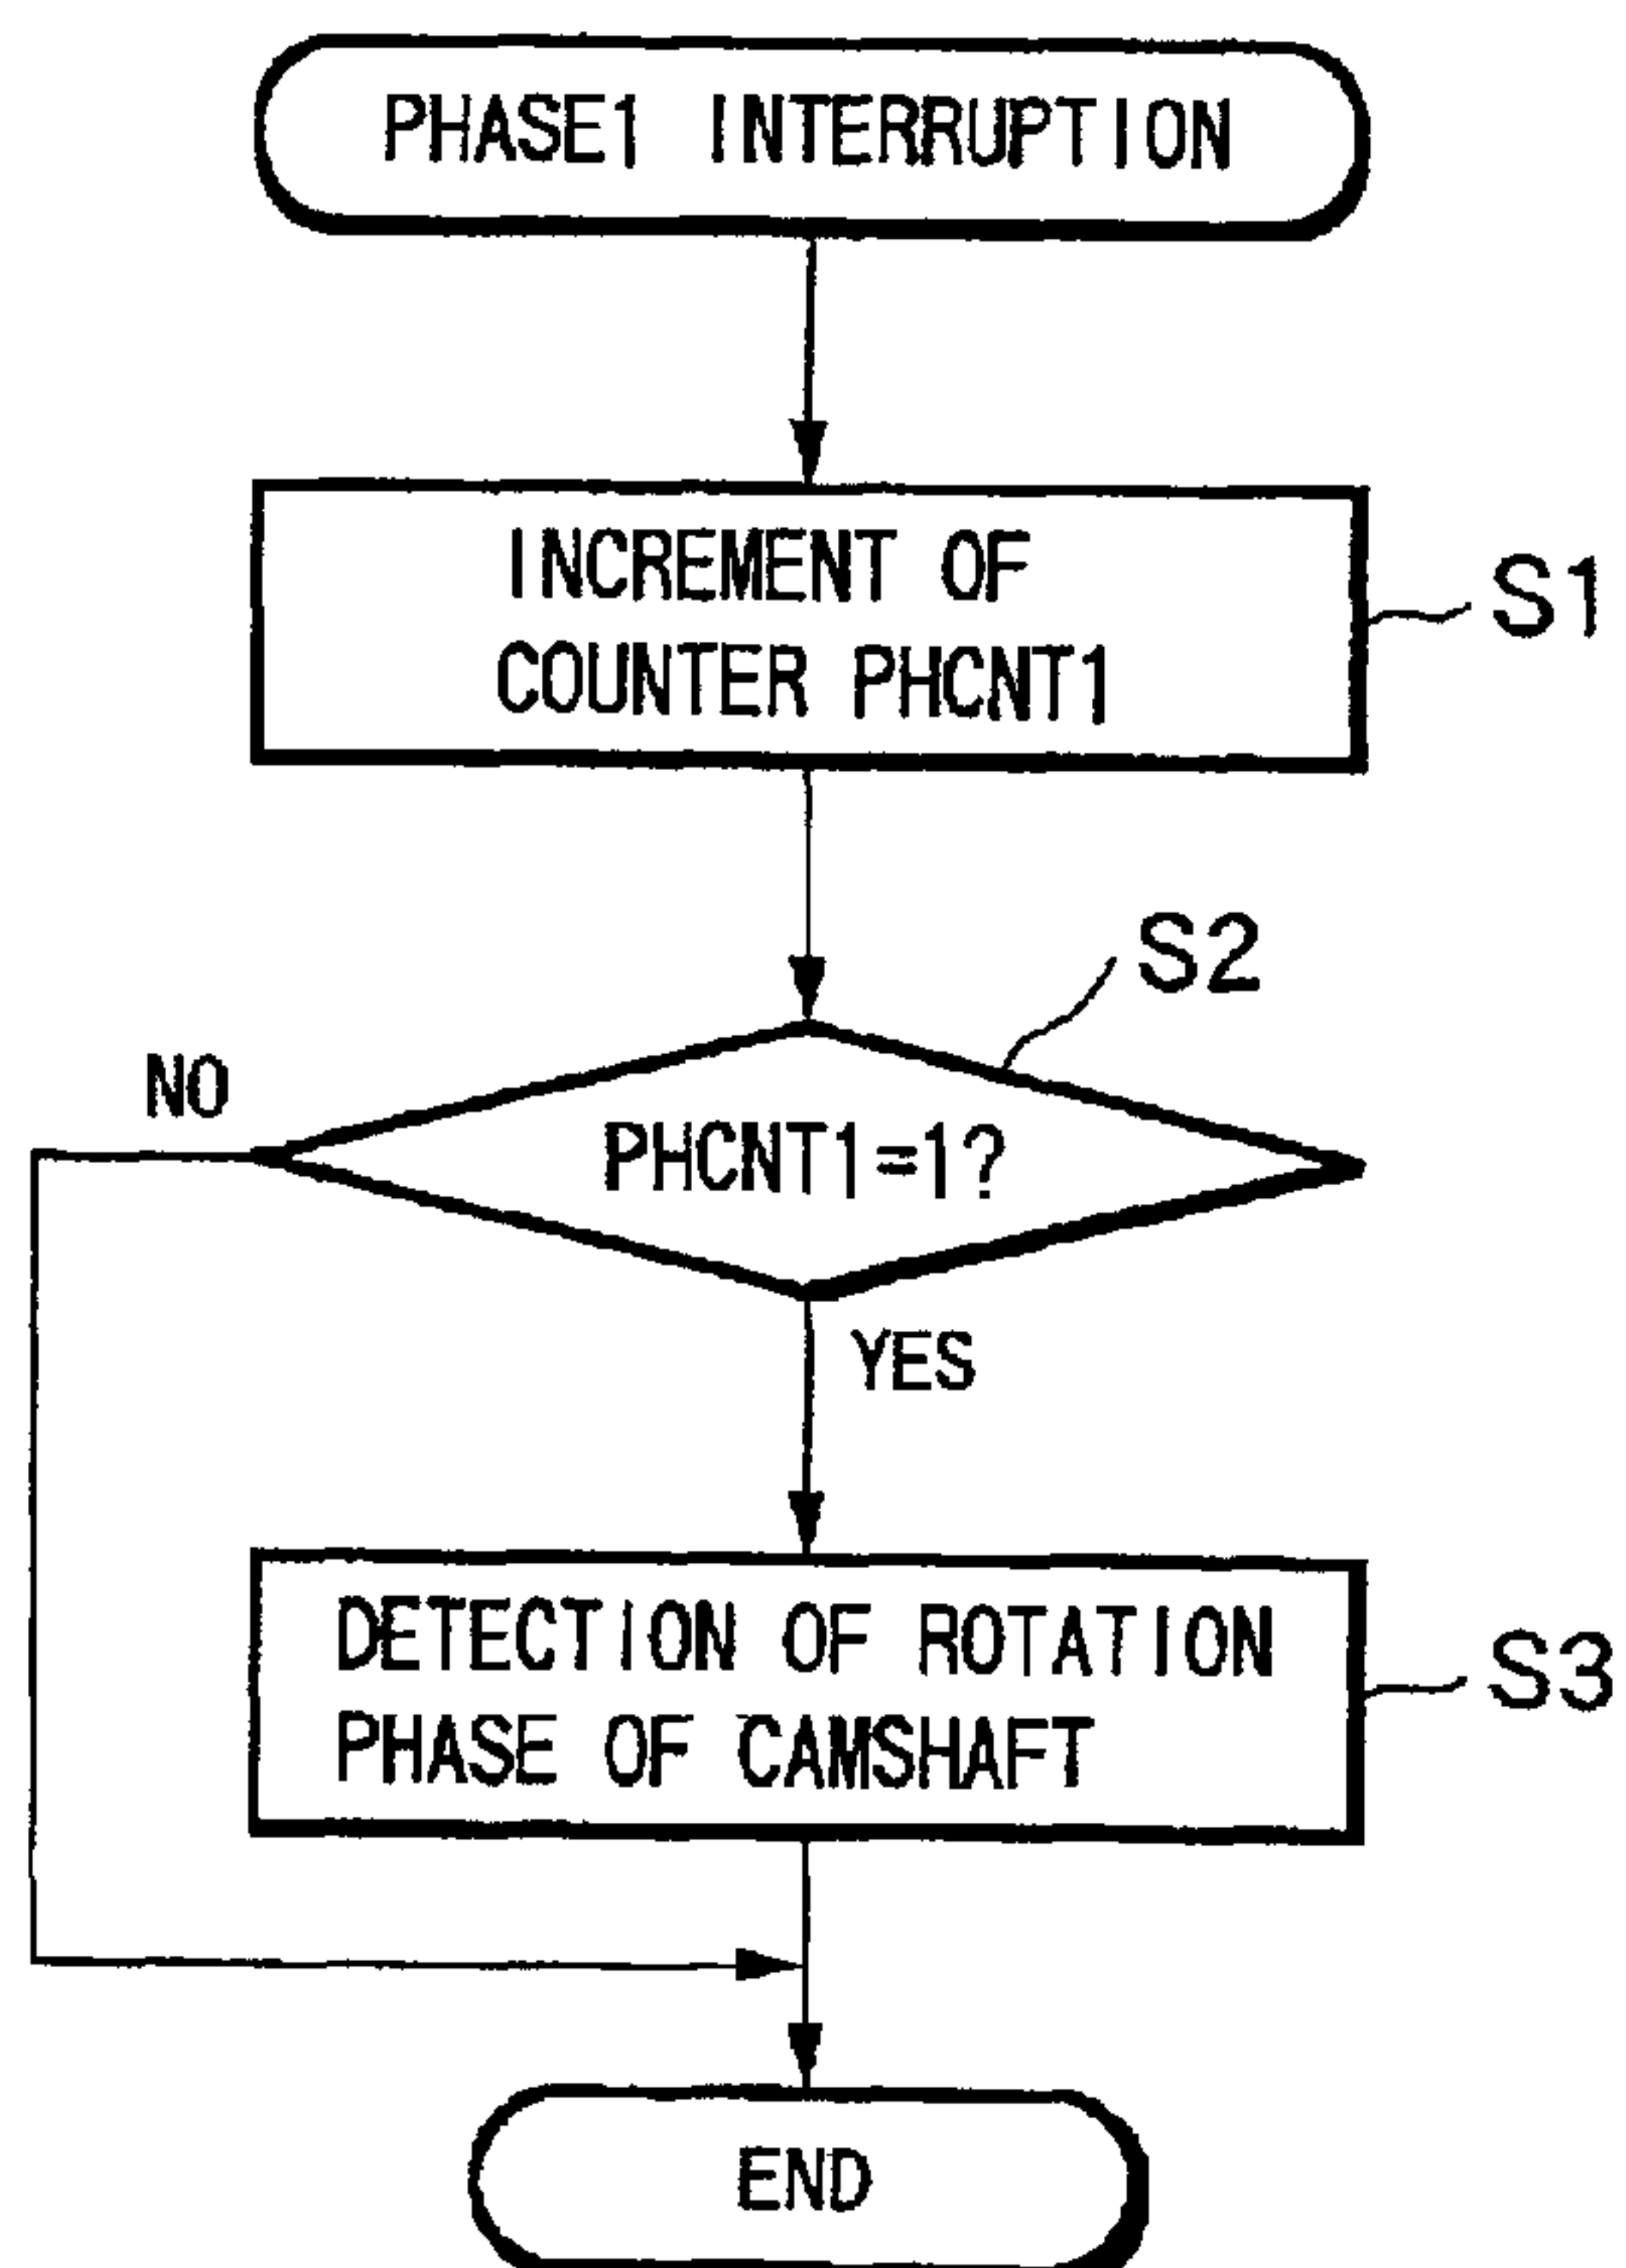 PHASE1 INTERRUPTION
INCREMENT OF
COUNTER PHCNT1
S1
S2
NO
PHCNT1=1?
YES
DETECTION OF ROTATION
PHASE OF CAMSHAFT
S3
END